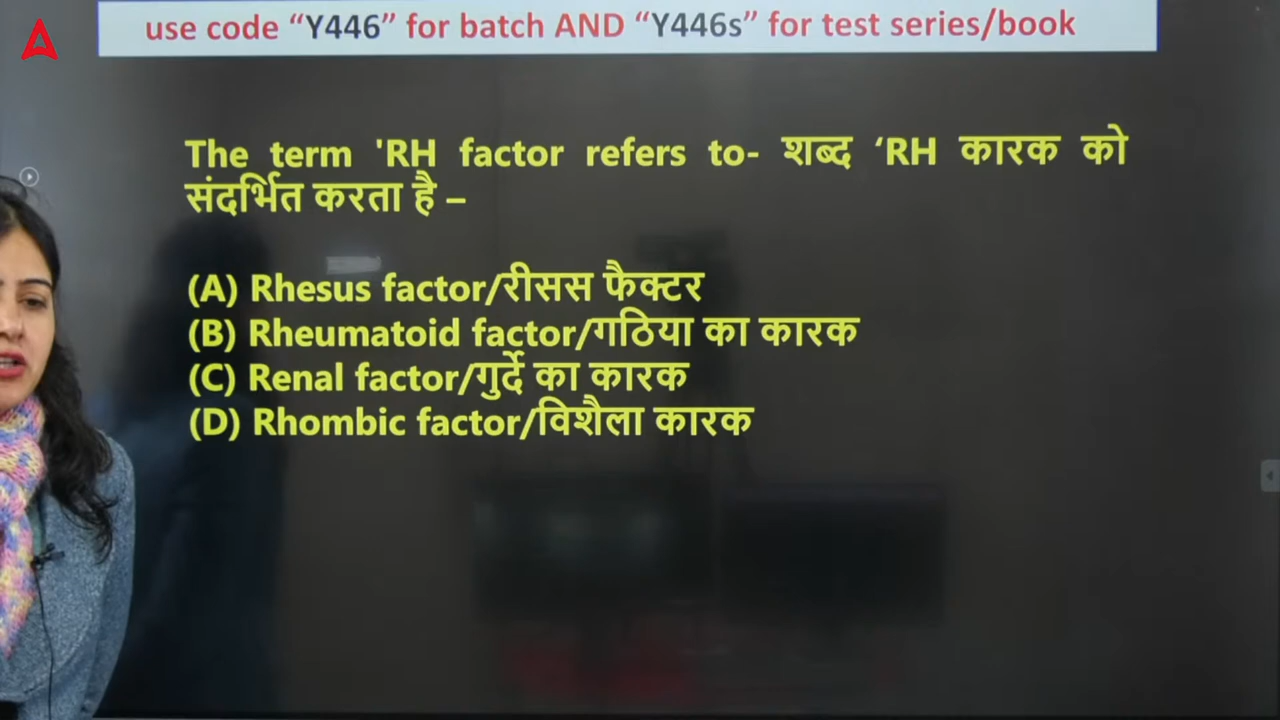 use code “Y446” for batch AND “Y446s” for test series/book
The term 'RH factor refers to- शब्द ‘RH कारक को
संदर्भित करता है –
(A) Rhesus factor/रीसस फैक्टर
(B) Rheumatoid factor/गठिया का कारक
(C) Renal factor/गुर्दे का कारक
(D) Rhombic factor/विशैला कारक